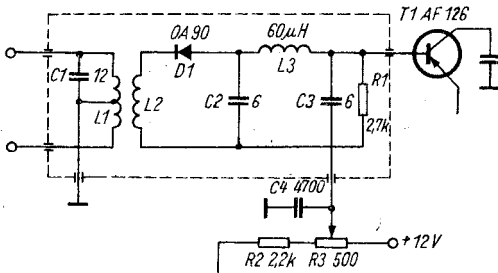 T1 AF 126
OA 90
60μH
C1
12
D1
L3
R1
L1
L2
C2
6
C3
6
2,7k
C4 4700
+12V
R2 2,2k
R3 500